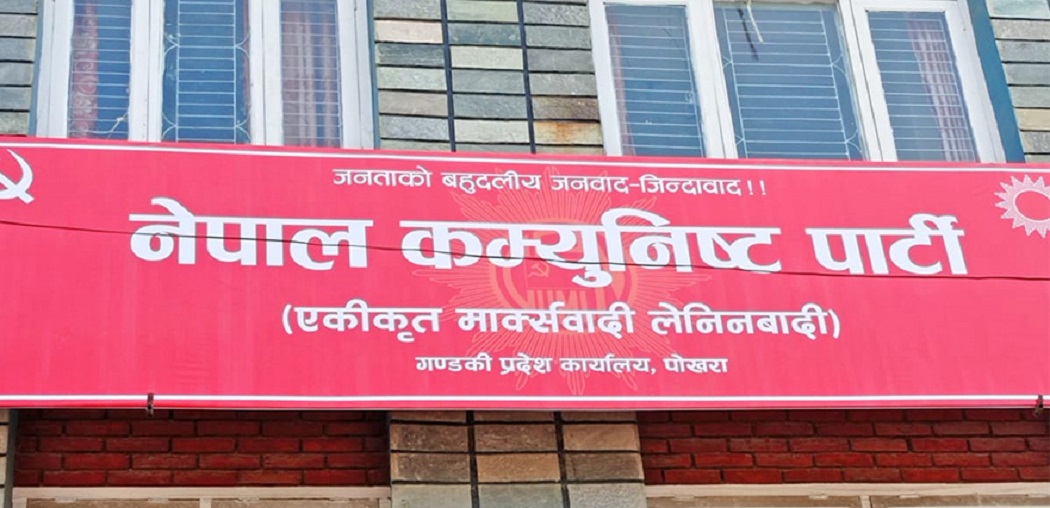 जनताको बहुदलीय जनवाद-जिन्दावाद!!
नेपाल कम्युनिष्ट पार्टी
(एकीकृत मार्क्सवादी लेनिनबादी)
गण्डकी प्रदेश कार्यालय, पोखरा